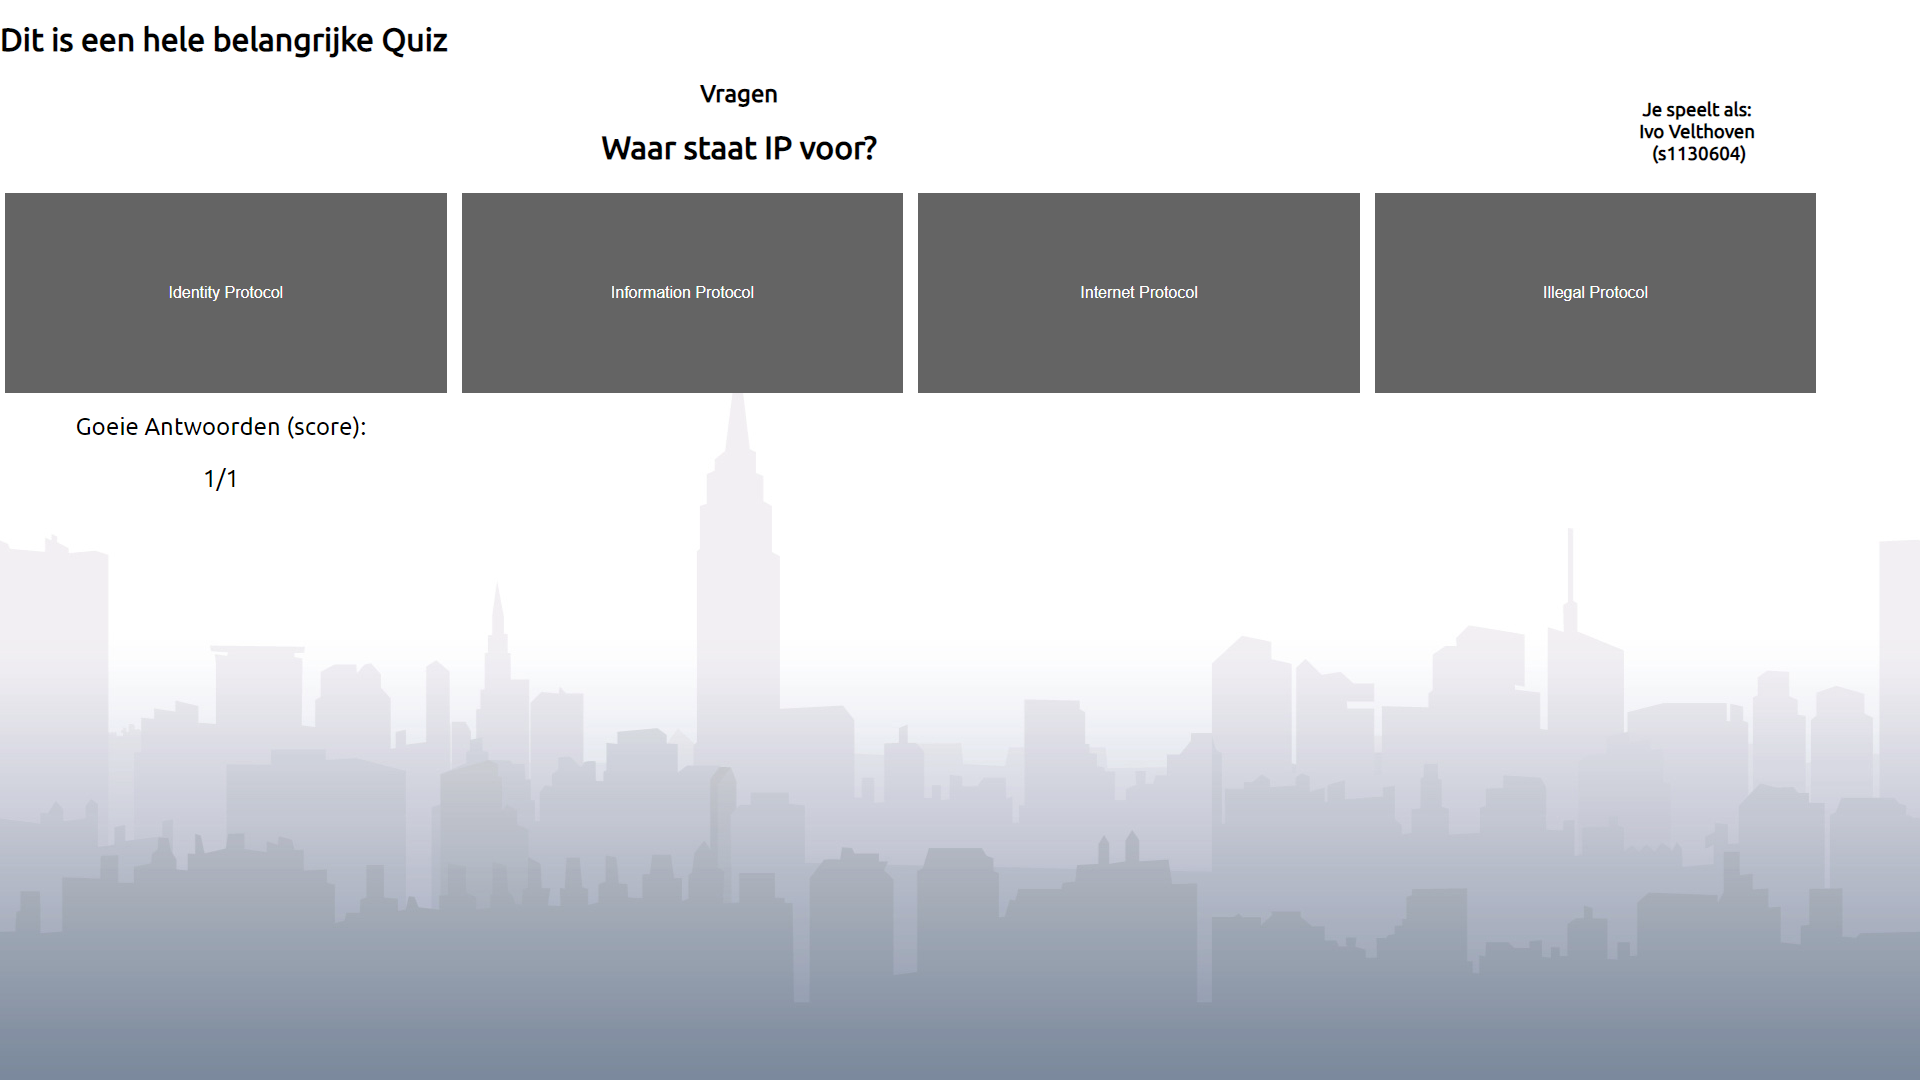 Dit is een hele belangrijke Quiz
Vragen
Waar staat IP voor?
Je speelt als:
Ivo Velthoven
(s1130604)
Identity Protocol
Information Protocol
Internet Protocol
Illegal Protocol
Goeie Antwoorden (score):
1/1